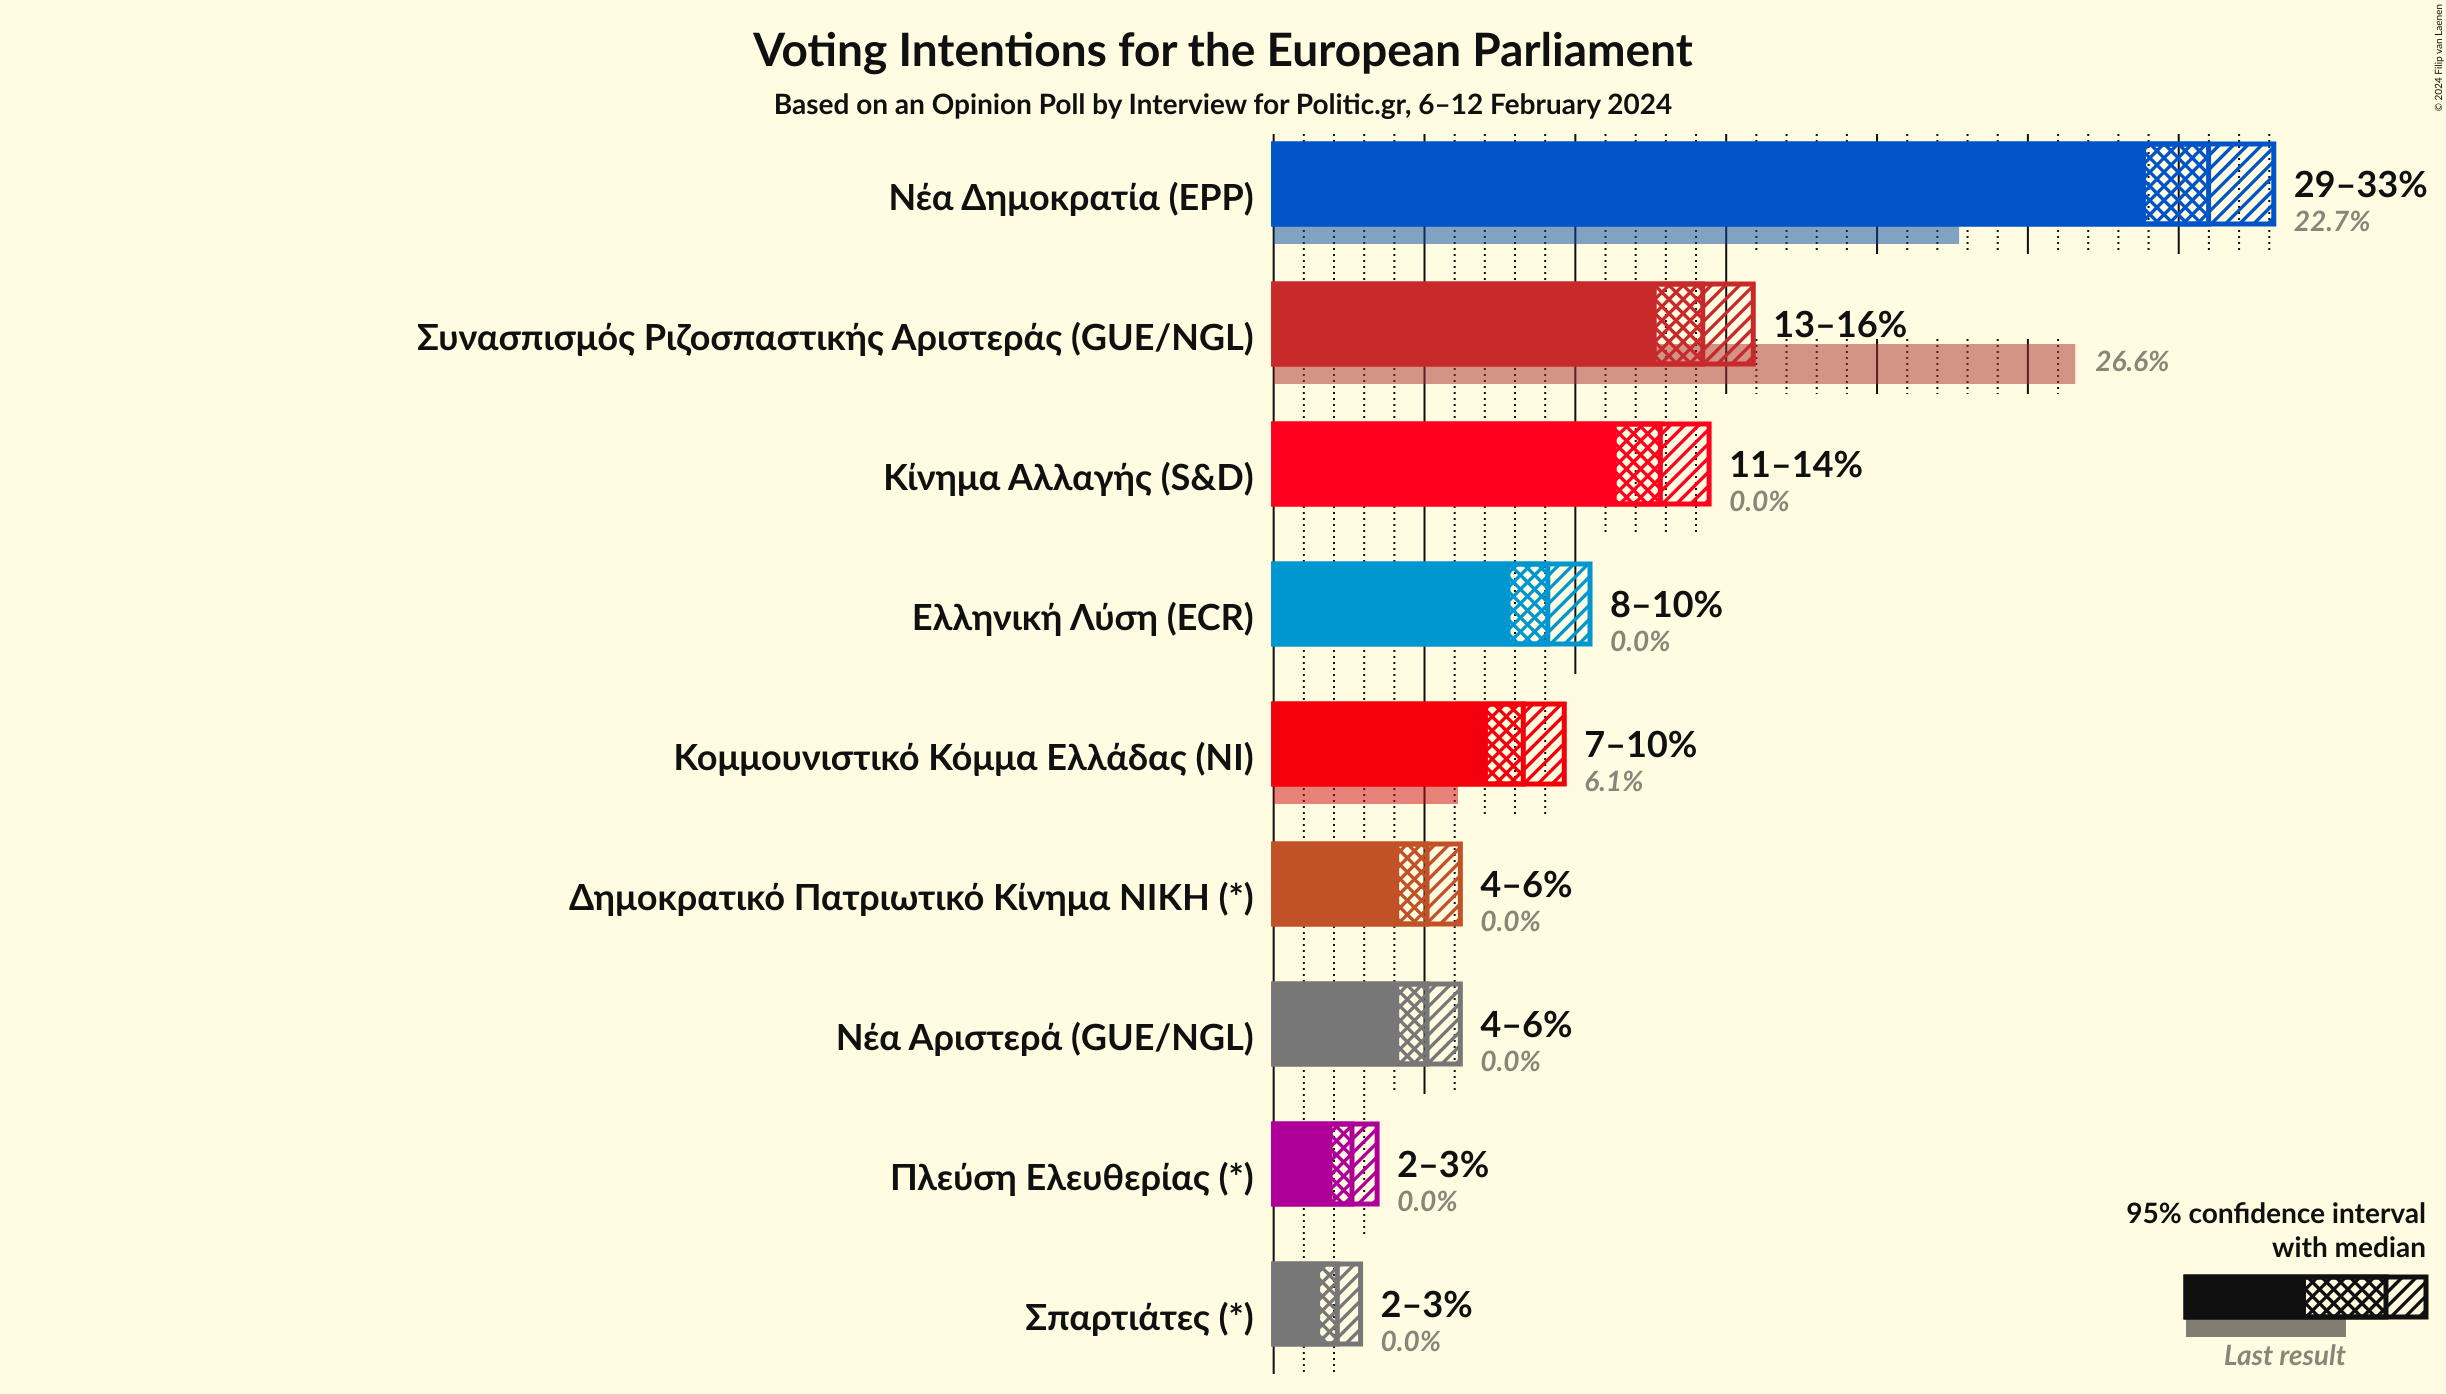 Voting Intentions for the European Parliament
Based on an Opinion Poll by Interview for Politic.gr, 6–12 February 2024
© 2024 Filip van Laenen
Νέα Δημοκρατία (EPP)
29–33%
22.7%
Συνασπισμός Ριζοσπαστικής Αριστεράς (GUE/NGL)
13–16%
26.6%
Κίνημα Αλλαγής (S&D)
11–14%
0.0%
Ελληνική Λύση (ECR)
8–10%
0.0%
Κομμουνιστικό Κόμμα Ελλάδας (NI)
7–10%
6.1%
Δημοκρατικό Πατριωτικό Κίνημα ΝΙΚΗ (*)
4–6%
0.0%
Νέα Αριστερά (GUE/NGL)
4–6%
0.0%
Πλεύση Ελευθερίας (*)
2–3%
0.0%
Σπαρτιάτες (*)
2–3%
0.0%
95% confidence interval
with median
Last result